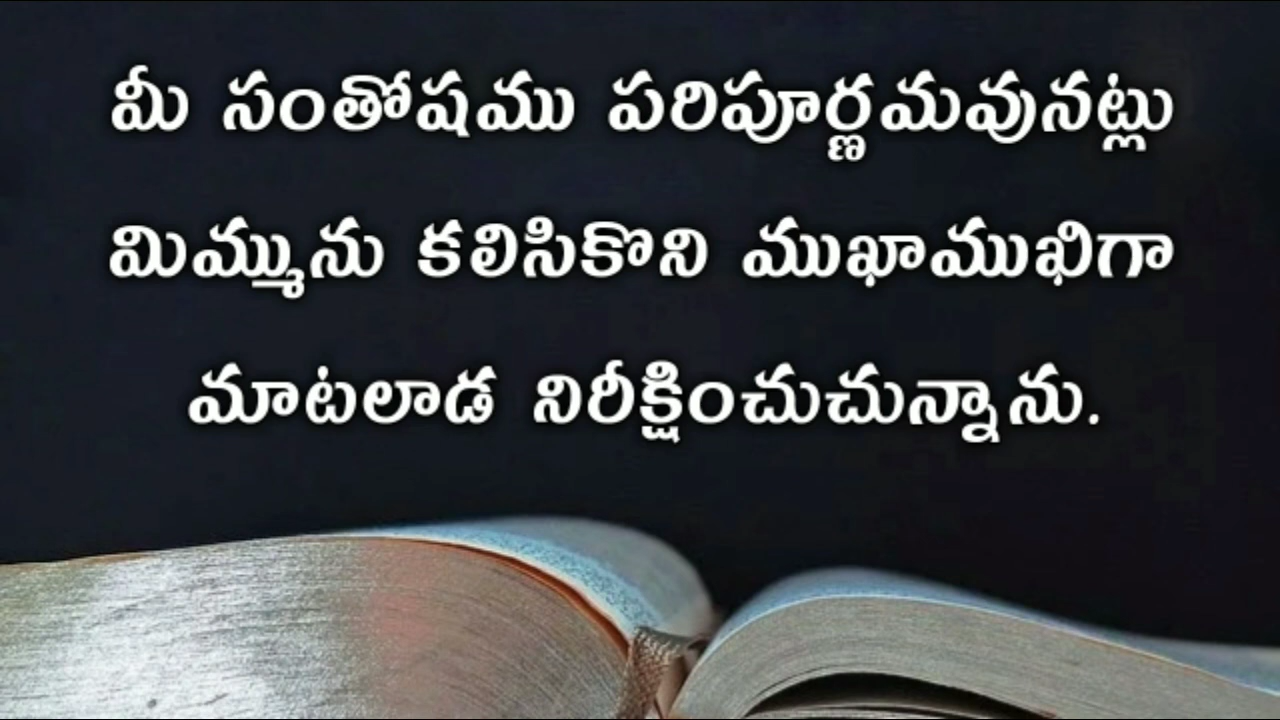 మీ సంతోషము పరిపూర్ణమవునట్లు
మిమ్మును కలిసికొని ముఖాముఖిగా
మాటలాడ నిరీక్షించుచున్నాను.